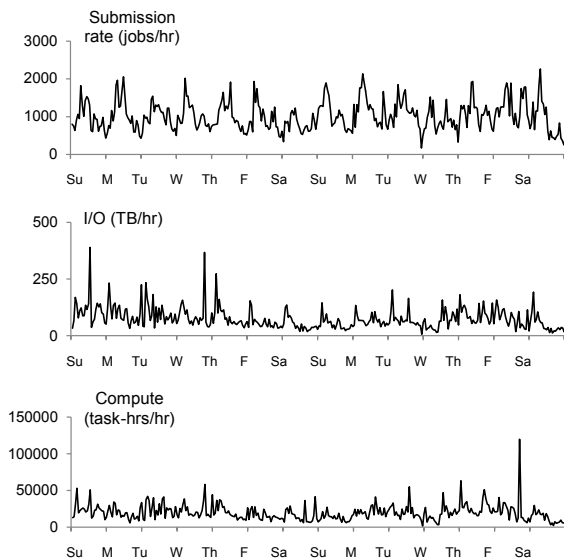 Submission
rate (jobs/hr)
3000
2000
1000
0
Su M Tu W Th F Sa Su M Tu W Th F Sa
I/O (TB/hr)
500
250
0
Su M Tu W Th F Sa Su M Tu W Th F Sa
Compute
(task-hrs/hr)
150000
100000
50000
0
Su M Tu W Th F Sa Su M Tu W Th F Sa